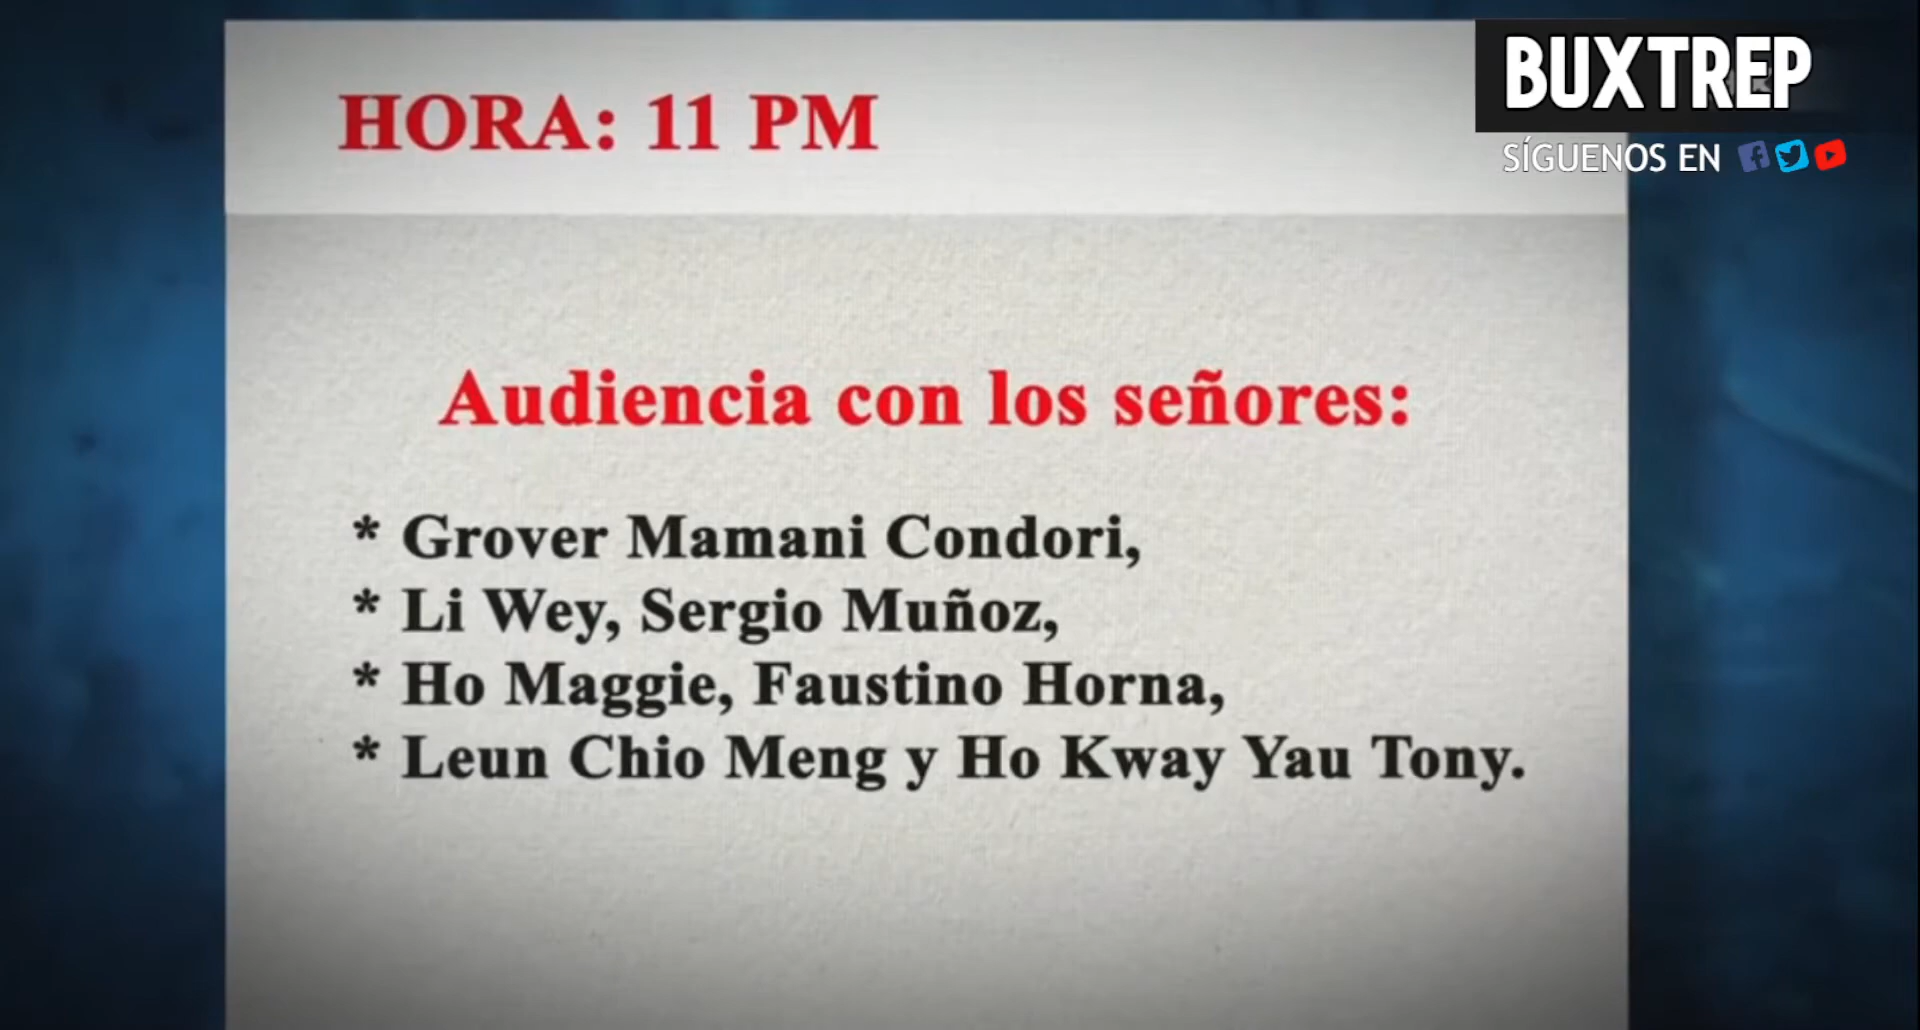 HORA: 11 PM
BUXTREP
SÍGUENOS EN
Audiencia con los señores:
* Grover Mamani Condori,
* Li Wey, Sergio Muñoz,
* Ho Maggie, Faustino Horna,
* Leun Chio Meng y Ho Kway Yau Tony.